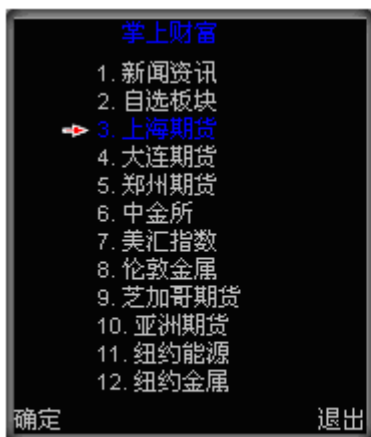 掌上财富
1. 新闻资讯
2. 自选板块
3. 上海期货
4. 大连期货
5. 郑州期货
6. 中金所
7. 美汇指数
8. 伦敦金属
9. 芝加哥期货
10. 亚洲期货
11. 纽约能源
12. 纽约金属
确定 退出